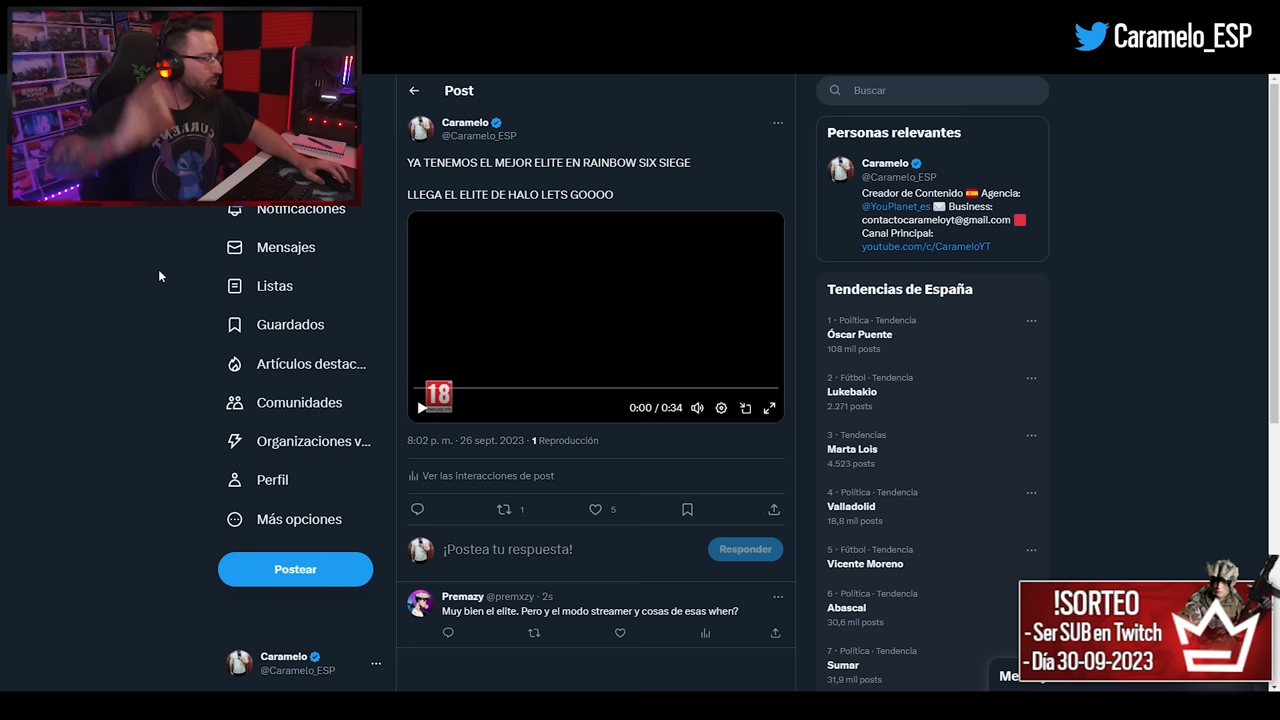 Caramelo_ESP
Post
Caramelo
@Caramelo_ESP
YA TENEMOS EL MEJOR ELITE EN RAINBOW SIX SIEGE
LLEGA EL ELITE DE HALO LETS GOOOO
18
0:00 / 0:34
8:02 p. m. · 26 sept. 2023 · 1 Reproducción
Ver las interacciones de post
1
5
¡Postea tu respuesta!
Responder
Premazy @premxzy · 2s
Muy bien el elite. Pero y el modo streamer y cosas de esas when?
Notificaciones
Mensajes
Listas
Guardados
Artículos destac...
Comunidades
Organizaciones v...
Perfil
Más opciones
Postear
Caramelo
@Caramelo_ESP
Buscar
Personas relevantes
Caramelo
@Caramelo_ESP
Creador de Contenido 🇪🇸 Agencia:
@YouPlanet_es ✉️ Business:
contactocarameloyt@gmail.com 🟥
Canal Principal:
youtube.com/c/CarameloYT
Tendencias de España
1 · Política · Tendencia
Óscar Puente
108 mil posts
2 · Fútbol · Tendencia
Lukebakio
2.271 posts
3 · Tendencias
Marta Lois
4.523 posts
4 · Política · Tendencia
Valladolid
18,8 mil posts
5 · Fútbol · Tendencia
Vicente Moreno
6 · Política · Tendencia
Abascal
30,6 mil posts
7 · Política · Tendencia
Sumar
31,9 mil posts
!SORTEO
- Ser SUB en Twitch
- Día 30-09-2023